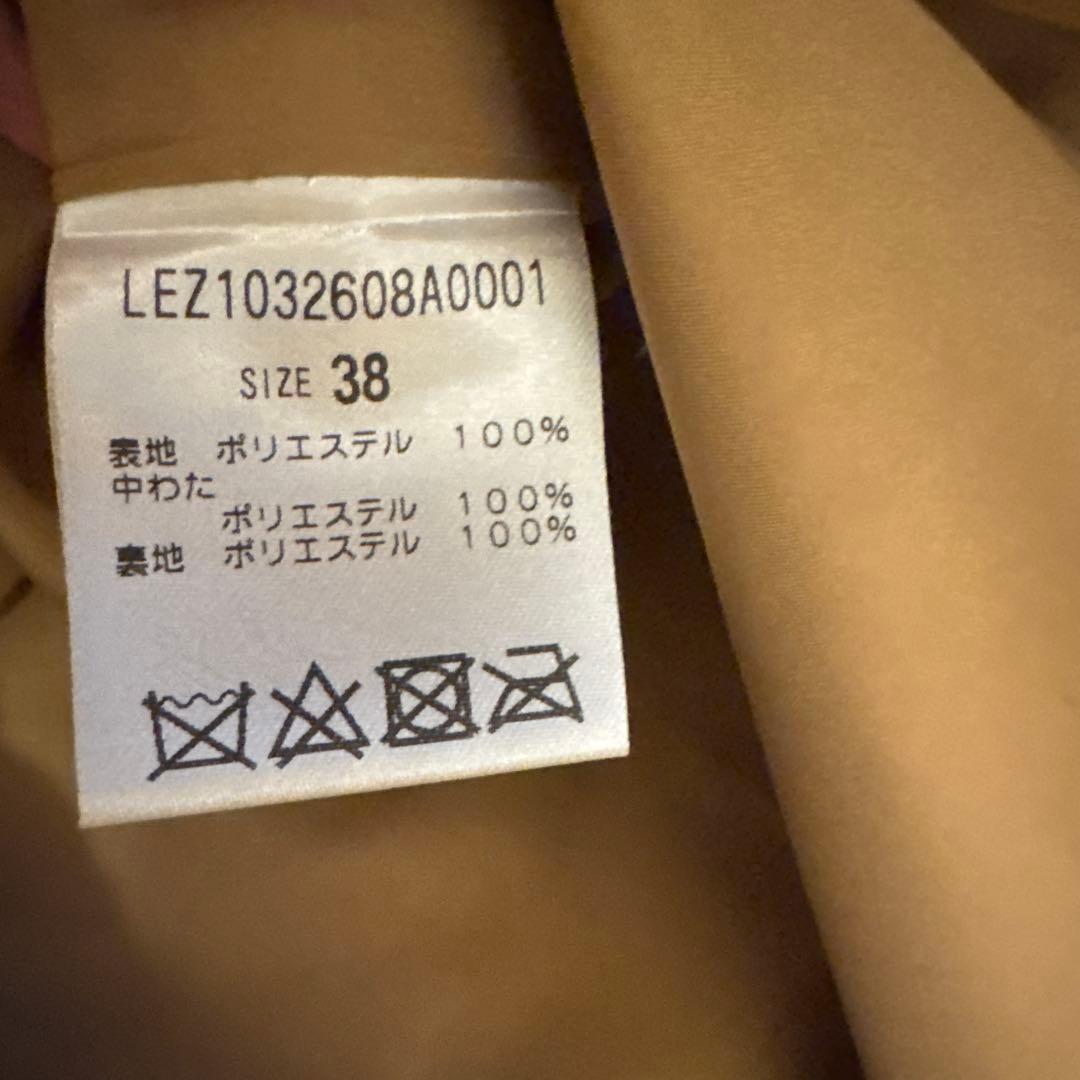 LEZ1032608A0001
SIZE 38
表地 ポリエステル 100%
中わた
ポリエステル 100%
裏地 ポリエステル 100%